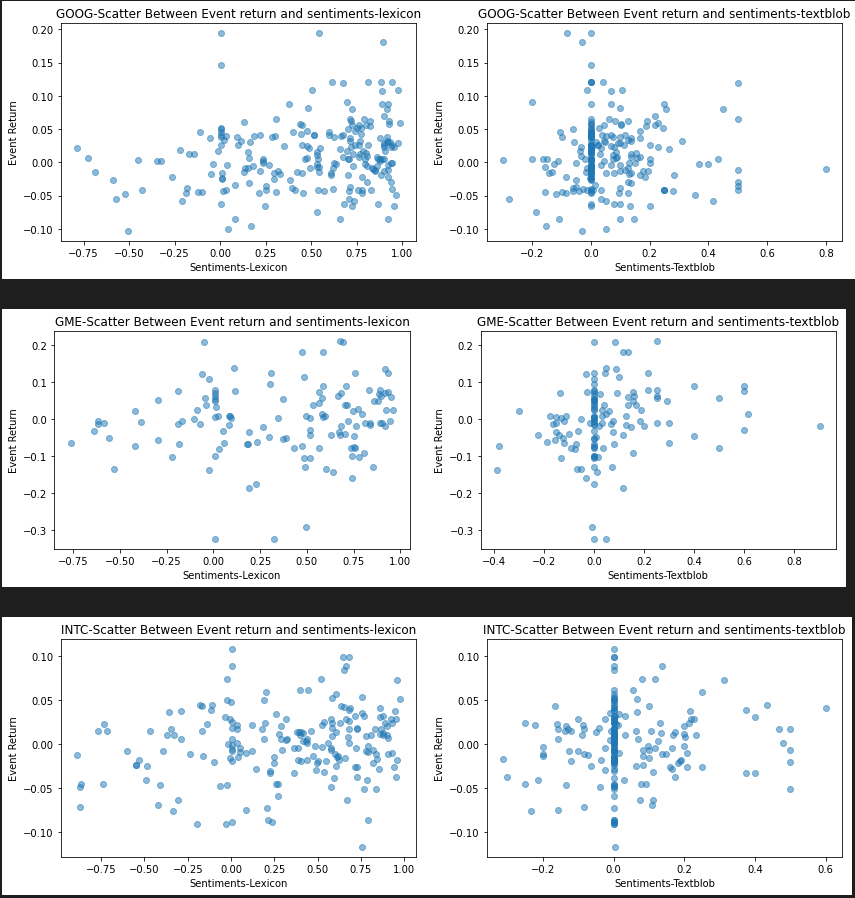 GOOG-Scatter Between Event return and sentiments-lexicon
0.20
0.15
0.10
0.05
0.00
−0.05
−0.10
Event Return
−0.75 −0.50 −0.25 0.00 0.25 0.50 0.75 1.00
Sentiments-Lexicon
GOOG-Scatter Between Event return and sentiments-textblob
0.20
0.15
0.10
0.05
0.00
−0.05
−0.10
Event Return
−0.2 0.0 0.2 0.4 0.6 0.8
Sentiments-Textblob
GME-Scatter Between Event return and sentiments-lexicon
0.2
0.1
0.0
−0.1
−0.2
−0.3
Event Return
−0.75 −0.50 −0.25 0.00 0.25 0.50 0.75 1.00
Sentiments-Lexicon
GME-Scatter Between Event return and sentiments-textblob
0.2
0.1
0.0
−0.1
−0.2
−0.3
Event Return
−0.4 −0.2 0.0 0.2 0.4 0.6 0.8
Sentiments-Textblob
INTC-Scatter Between Event return and sentiments-lexicon
0.10
0.05
0.00
−0.05
−0.10
Event Return
−0.75 −0.50 −0.25 0.00 0.25 0.50 0.75 1.00
Sentiments-Lexicon
INTC-Scatter Between Event return and sentiments-textblob
0.10
0.05
0.00
−0.05
−0.10
Event Return
−0.2 0.0 0.2 0.4 0.6
Sentiments-Textblob